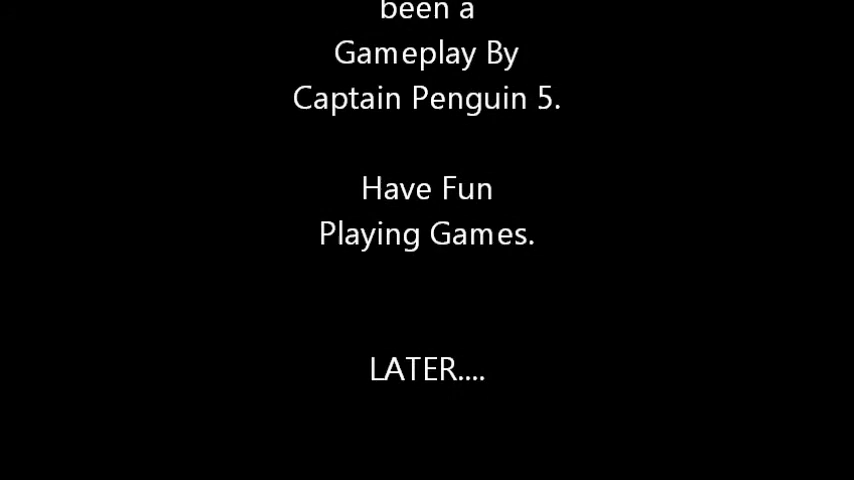 been a
Gameplay By
Captain Penguin 5.
Have Fun
Playing Games.
LATER....